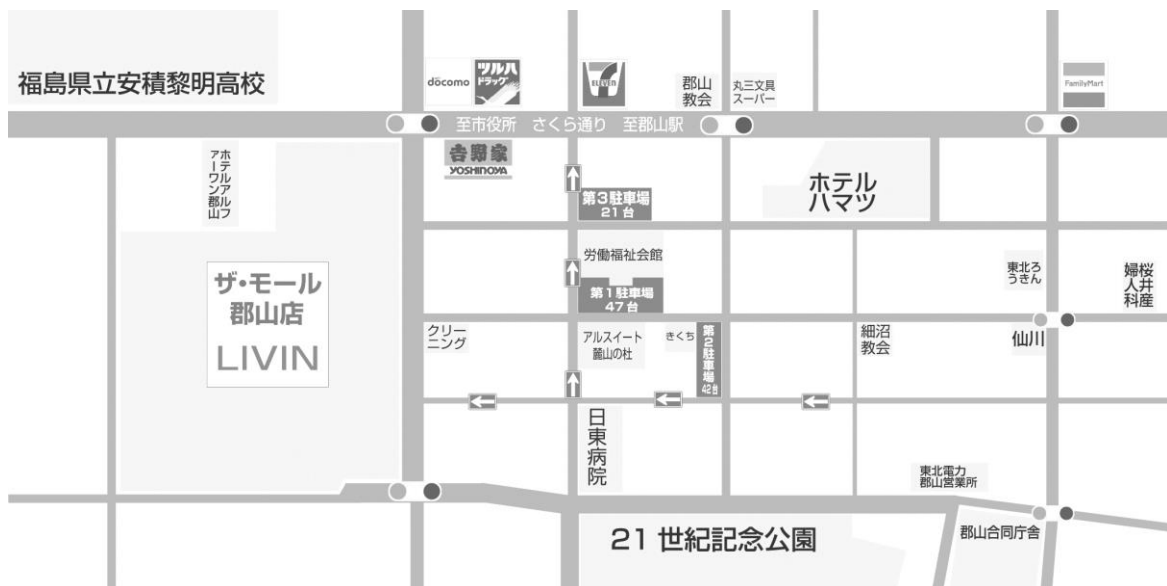 福島県立安積黎明高校
dōcomo
ツルハ
ドラッグ
ELEVEN
郡山
教会
丸三文具
スーパー
FamilyMart
至市役所 さくら通り 至郡山駅
ホテルアルフ
ァーワン郡山
吉野家
YOSHINOYA
第3駐車場
21台
ホテル
ハマツ
労働福祉会館
第1駐車場
47台
東北ろ
うきん
桜井産
婦人科
ザ・モール
郡山店
LIVIN
クリー
ニング
アルスイート
麓山の杜
きくち
第2駐車場
42台
細沼
教会
仙川
日東病院
東北電力
郡山営業所
21世紀記念公園
郡山合同庁舎